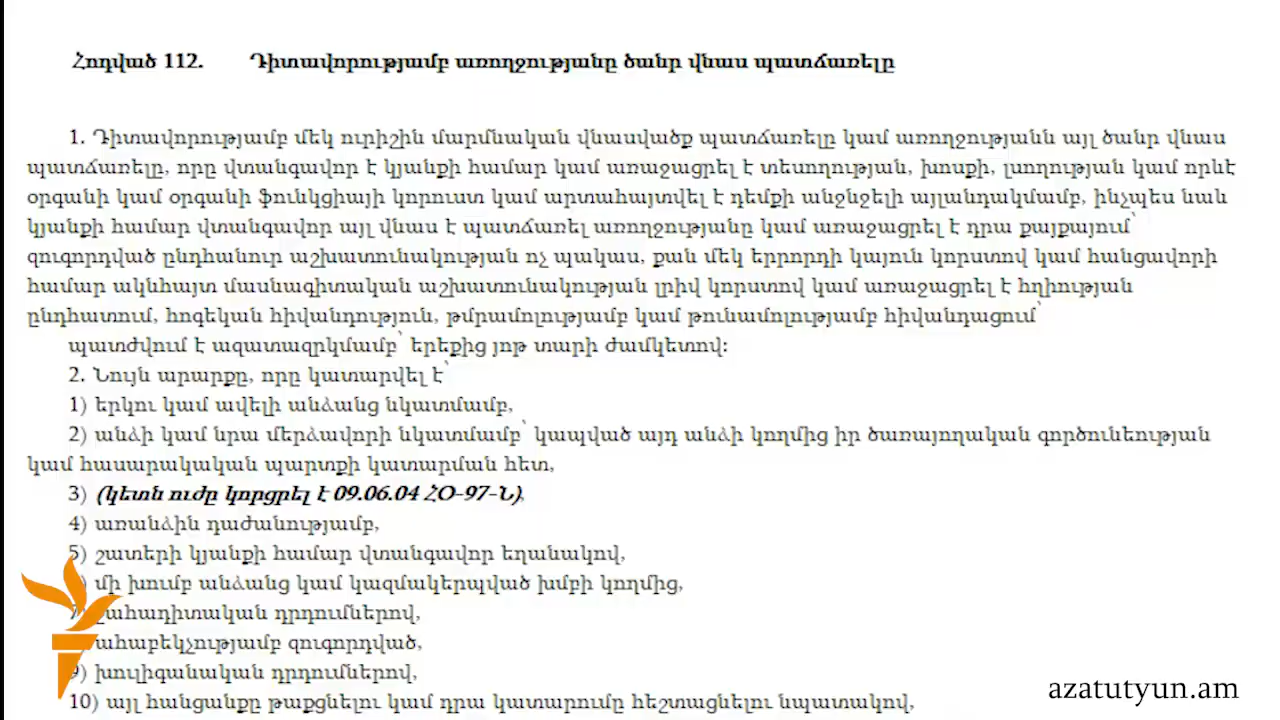 Հոդված 112. Դիտավորությամբ առողջությանը ծանր վնաս պատճառելը
1. Դիտավորությամբ մեկ ուրիշին մարմնական վնասվածք պատճառելը կամ առողջությանն այլ ծանր վնաս
պատճառելը, որը վտանգավոր է կյանքի համար կամ առաջացրել է տեսողության, խոսքի, լսողության կամ որևէ
օրգանի կամ օրգանի ֆունկցիայի կորուստ կամ արտահայտվել է դեմքի անջնջելի այլանդակմամբ, ինչպես նաև
կյանքի համար վտանգավոր այլ վնաս է պատճառել առողջությանը կամ առաջացրել է դրա քայքայում՝
զուգորդված ընդհանուր աշխատունակության ոչ պակաս, քան մեկ երրորդի կայուն կորստով կամ հանցավորի
համար ակնհայտ մասնագիտական աշխատունակության լրիվ կորստով կամ առաջացրել է հղիության
ընդհատում, հոգեկան հիվանդություն, թմրամոլությամբ կամ թունամոլությամբ հիվանդացում՝
պատժվում է ազատազրկմամբ՝ երեքից յոթ տարի ժամկետով:
2. Նույն արարքը, որը կատարվել է՝
1) երկու կամ ավելի անձանց նկատմամբ,
2) անձի կամ նրա մերձավորի նկատմամբ՝ կապված այդ անձի կողմից իր ծառայողական գործունեության
կամ հասարակական պարտքի կատարման հետ,
3) (կետն ուժը կորցրել է 09.06.04 ՀՕ-97-Ն),
4) առանձին դաժանությամբ,
5) շատերի կյանքի համար վտանգավոր եղանակով,
) մի խումբ անձանց կամ կազմակերպված խմբի կողմից,
7) շահադիտական դրդումներով,
ահաբեկչությամբ զուգորդված,
9) խուլիգանական դրդումներով,
10) այլ հանցանքը թաքցնելու կամ դրա կատարումը հեշտացնելու նպատակով,
azatutyun.am